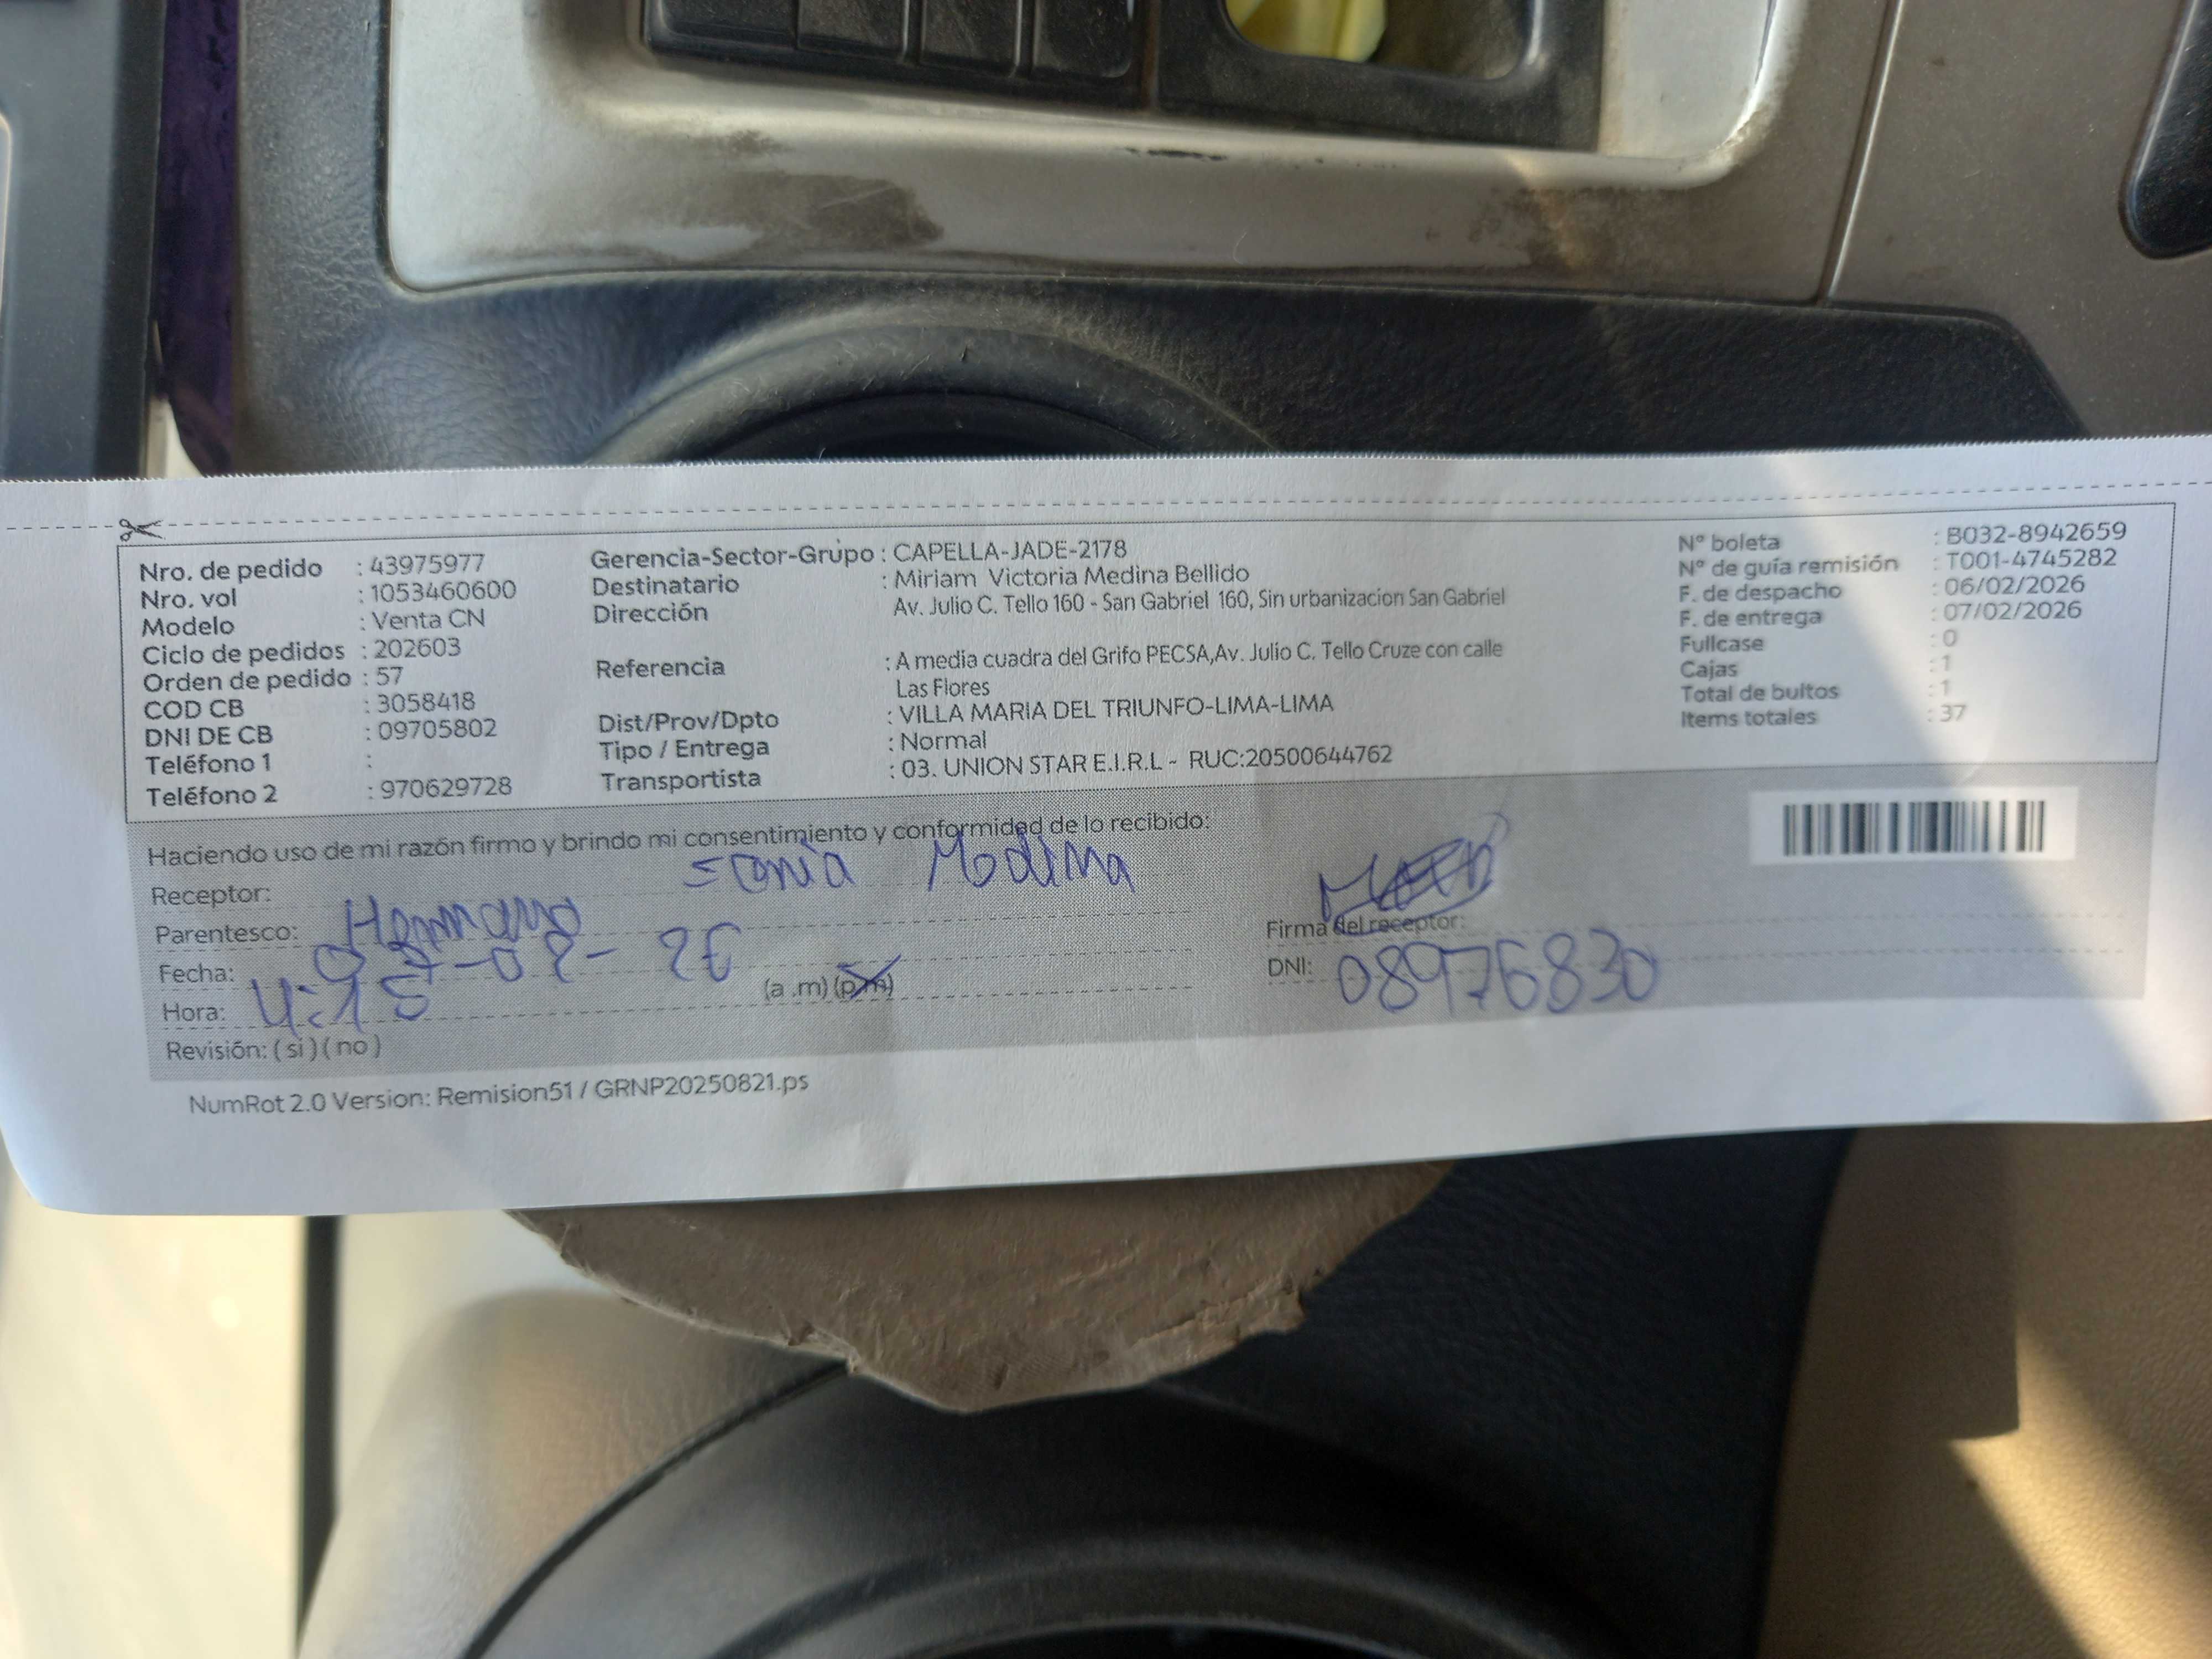 Nro. de pedido : 43975977
Nro. vol : 1053460600
Modelo : Venta CN
Ciclo de pedidos : 202603
Orden de pedido : 57
COD CB : 3058418
DNI DE CB : 09705802
Teléfono 1 :
Teléfono 2 : 970629728
Gerencia-Sector-Grupo : CAPELLA-JADE-2178
Destinatario : Miriam Victoria Medina Bellido
Dirección Av. Julio C. Tello 160 - San Gabriel 160, Sin urbanizacion San Gabriel
Referencia : A media cuadra del Grifo PECSA,Av. Julio C. Tello Cruze con calle
Las Flores
Dist/Prov/Dpto : VILLA MARIA DEL TRIUNFO-LIMA-LIMA
Tipo / Entrega : Normal
Transportista : 03. UNION STAR E.I.R.L - RUC:20500644762
N° boleta : B032-8942659
N° de guía remisión : T001-4745282
F. de despacho : 06/02/2026
F. de entrega : 07/02/2026
Fullcase : 0
Cajas : 1
Total de bultos : 1
Items totales : 37
Haciendo uso de mi razón firmo y brindo mi consentimiento y conformidad de lo recibido:
Receptor: Sonia Medina
Parentesco: Hermana
Fecha: 07-02-26
Hora: 4:15 (a .m) (p.m)
Revisión: ( si ) ( no )
Firma del receptor:
DNI: 08976830
NumRot 2.0 Version: Remision51 / GRNP20250821.ps